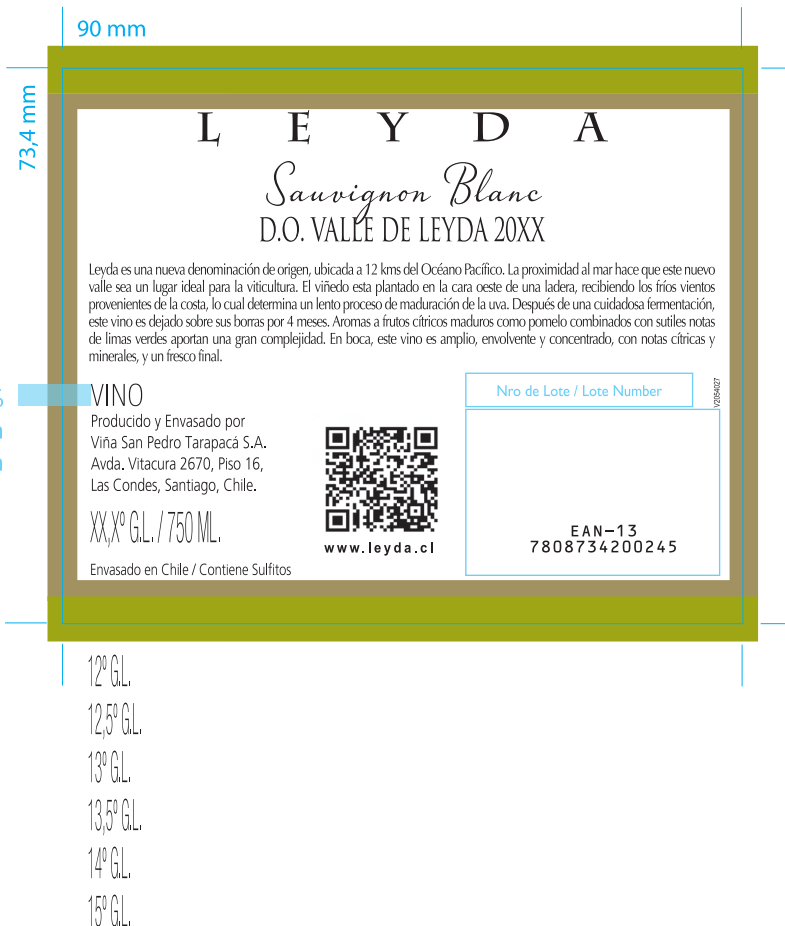 90 mm
73,4 mm
L E Y D A
Sauvignon Blanc
D.O. VALLE DE LEYDA 20XX
Leyda es una nueva denominación de origen, ubicada a 12 kms del Océano Pacífico. La proximidad al mar hace que este nuevo
valle sea un lugar ideal para la viticultura. El viñedo esta plantado en la cara oeste de una ladera, recibiendo los fríos vientos
provenientes de la costa, lo cual determina un lento proceso de maduración de la uva. Después de una cuidadosa fermentación,
este vino es dejado sobre sus borras por 4 meses. Aromas a frutos cítricos maduros como pomelo combinados con sutiles notas
de limas verdes aportan una gran complejidad. En boca, este vino es amplio, envolvente y concentrado, con notas cítricas y
minerales, y un fresco final.
VINO
Producido y Envasado por
Viña San Pedro Tarapacá S.A.
Avda. Vitacura 2670, Piso 16,
Las Condes, Santiago, Chile.
XX,Xº G.L. / 750 ML.
Envasado en Chile / Contiene Sulfitos
www.leyda.cl
Nro de Lote / Lote Number
V2054027
EAN-13
7808734200245
12º G.L.
12,5º G.L.
13º G.L.
13,5º G.L.
14º G.L.
15º G.L.